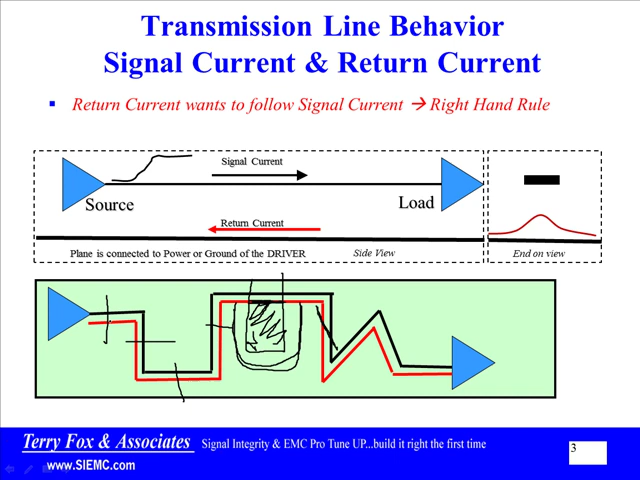 Transmission Line Behavior
Signal Current & Return Current
▪ Return Current wants to follow Signal Current → Right Hand Rule
Signal Current
Source
Load
Return Current
Plane is connected to Power or Ground of the DRIVER
Side View
End on view
Terry Fox & Associates Signal Integrity & EMC Pro Tune UP...build it right the first time
3
www.SIEMC.com